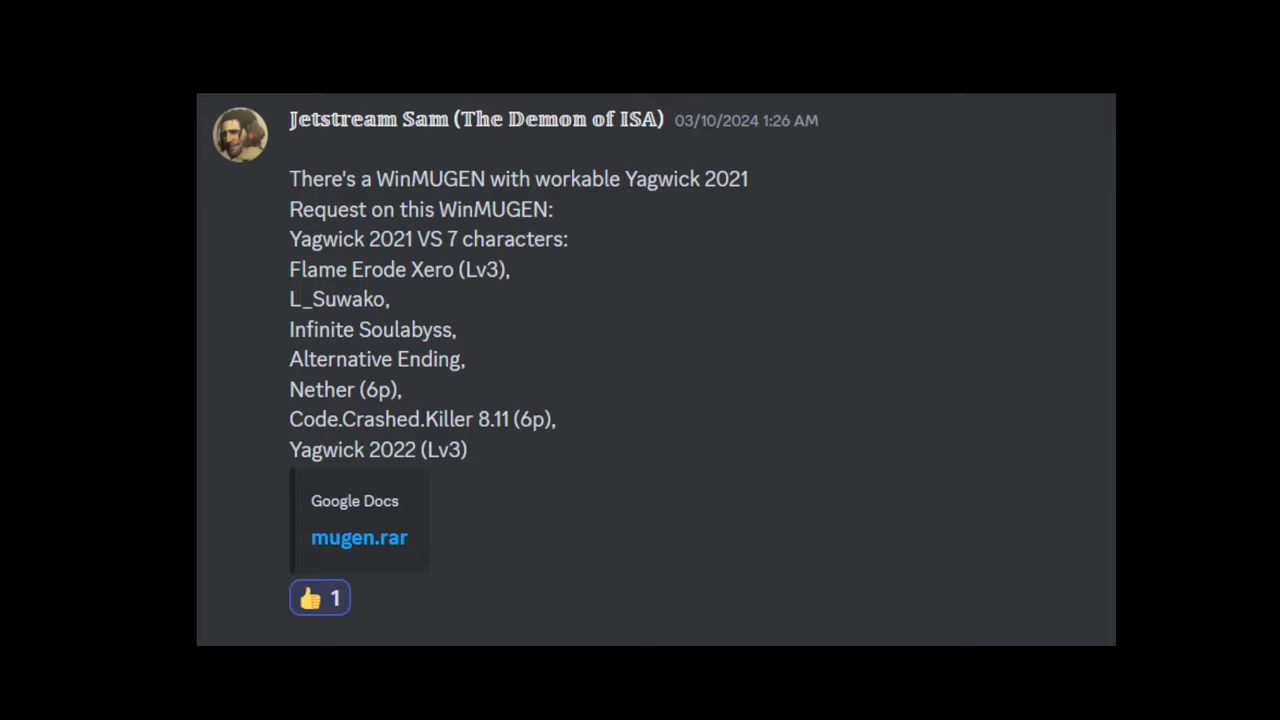 Jetstream Sam (The Demon of ISA) 03/10/2024 1:26 AM
There's a WinMUGEN with workable Yagwick 2021
Request on this WinMUGEN:
Yagwick 2021 VS 7 characters:
Flame Erode Xero (Lv3),
L_Suwako,
Infinite Soulabyss,
Alternative Ending,
Nether (6p),
Code.Crashed.Killer 8.11 (6p),
Yagwick 2022 (Lv3)
Google Docs
mugen.rar
👍 1